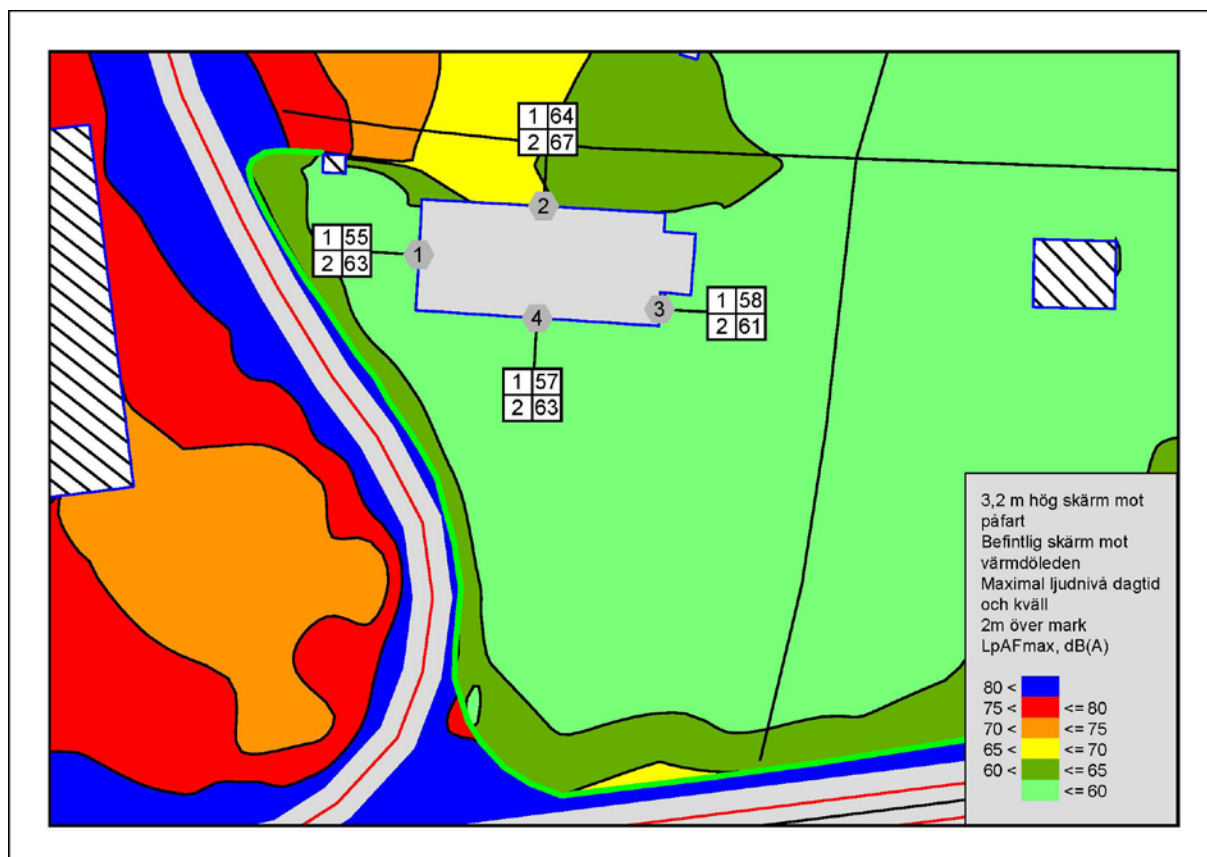 1 64
2 67
2
1 55
2 63
1
3
1 58
2 61
4
1 57
2 63
3,2 m hög skärm mot
påfart
Befintlig skärm mot
värmdöleden
Maximal ljudnivå dagtid
och kväll
2m över mark
LpAFmax, dB(A)
80 <
75 < <= 80
70 < <= 75
65 < <= 70
60 < <= 65
<= 60